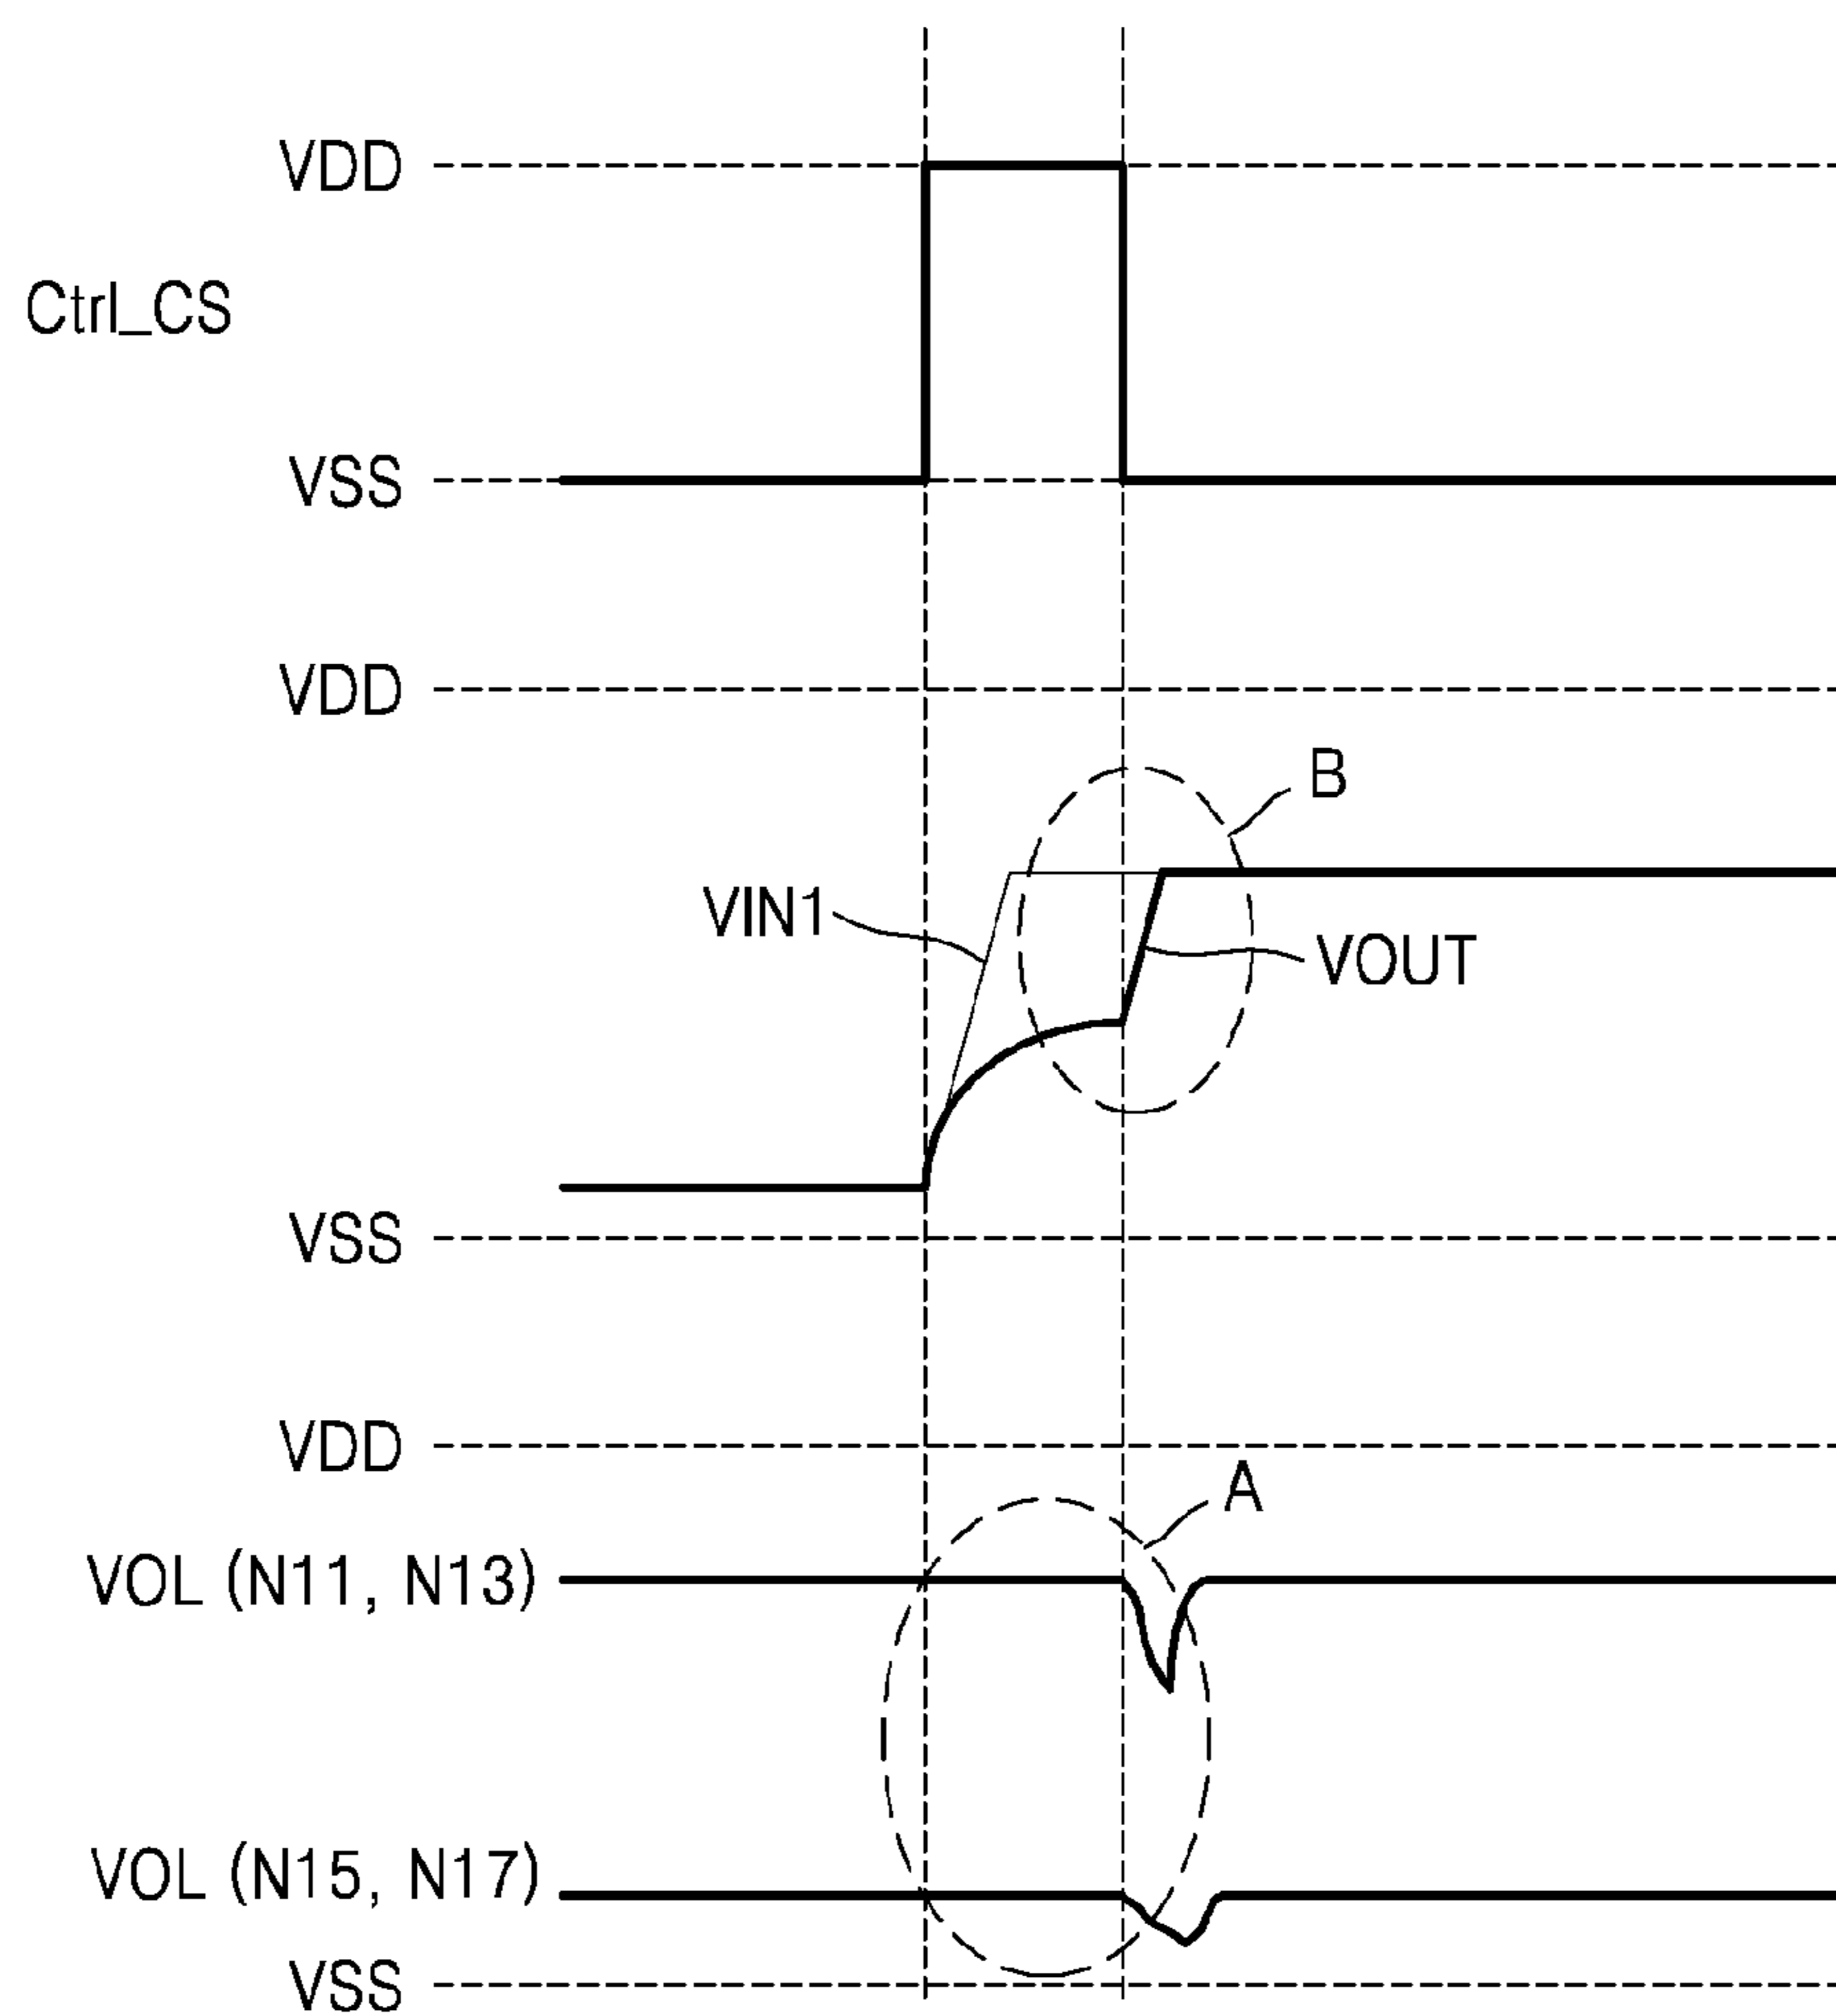 VDD
Ctrl_CS
VSS
VDD
B
VIN1
VOUT
VSS
VDD
A
VOL (N11, N13)
VOL (N15, N17)
VSS